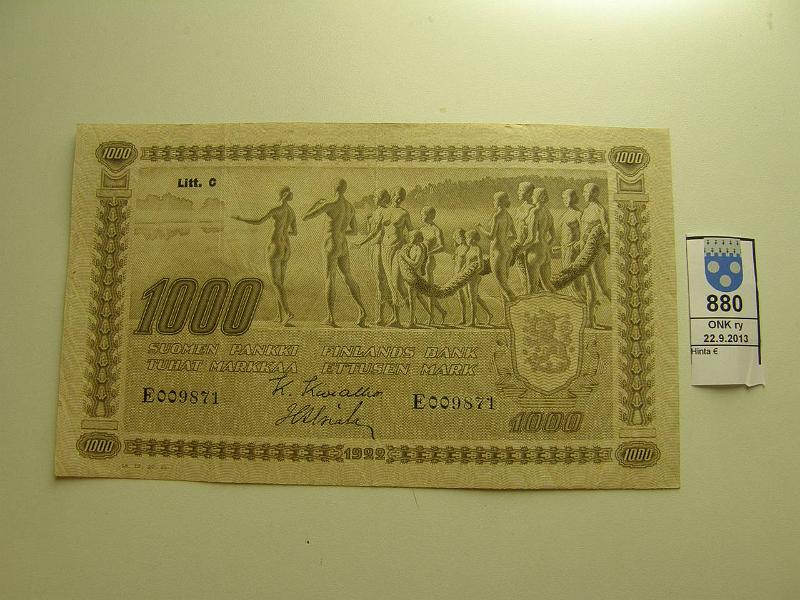 1000 1000
Litt. C
1000
SUOMEN PANKKI FINLANDS BANK
TUHAT MARKKAA ETTUSEN MARK
E009871 E009871
1000
1000 1922 1000
880
ONK ry
22.9.2013
Hinta €